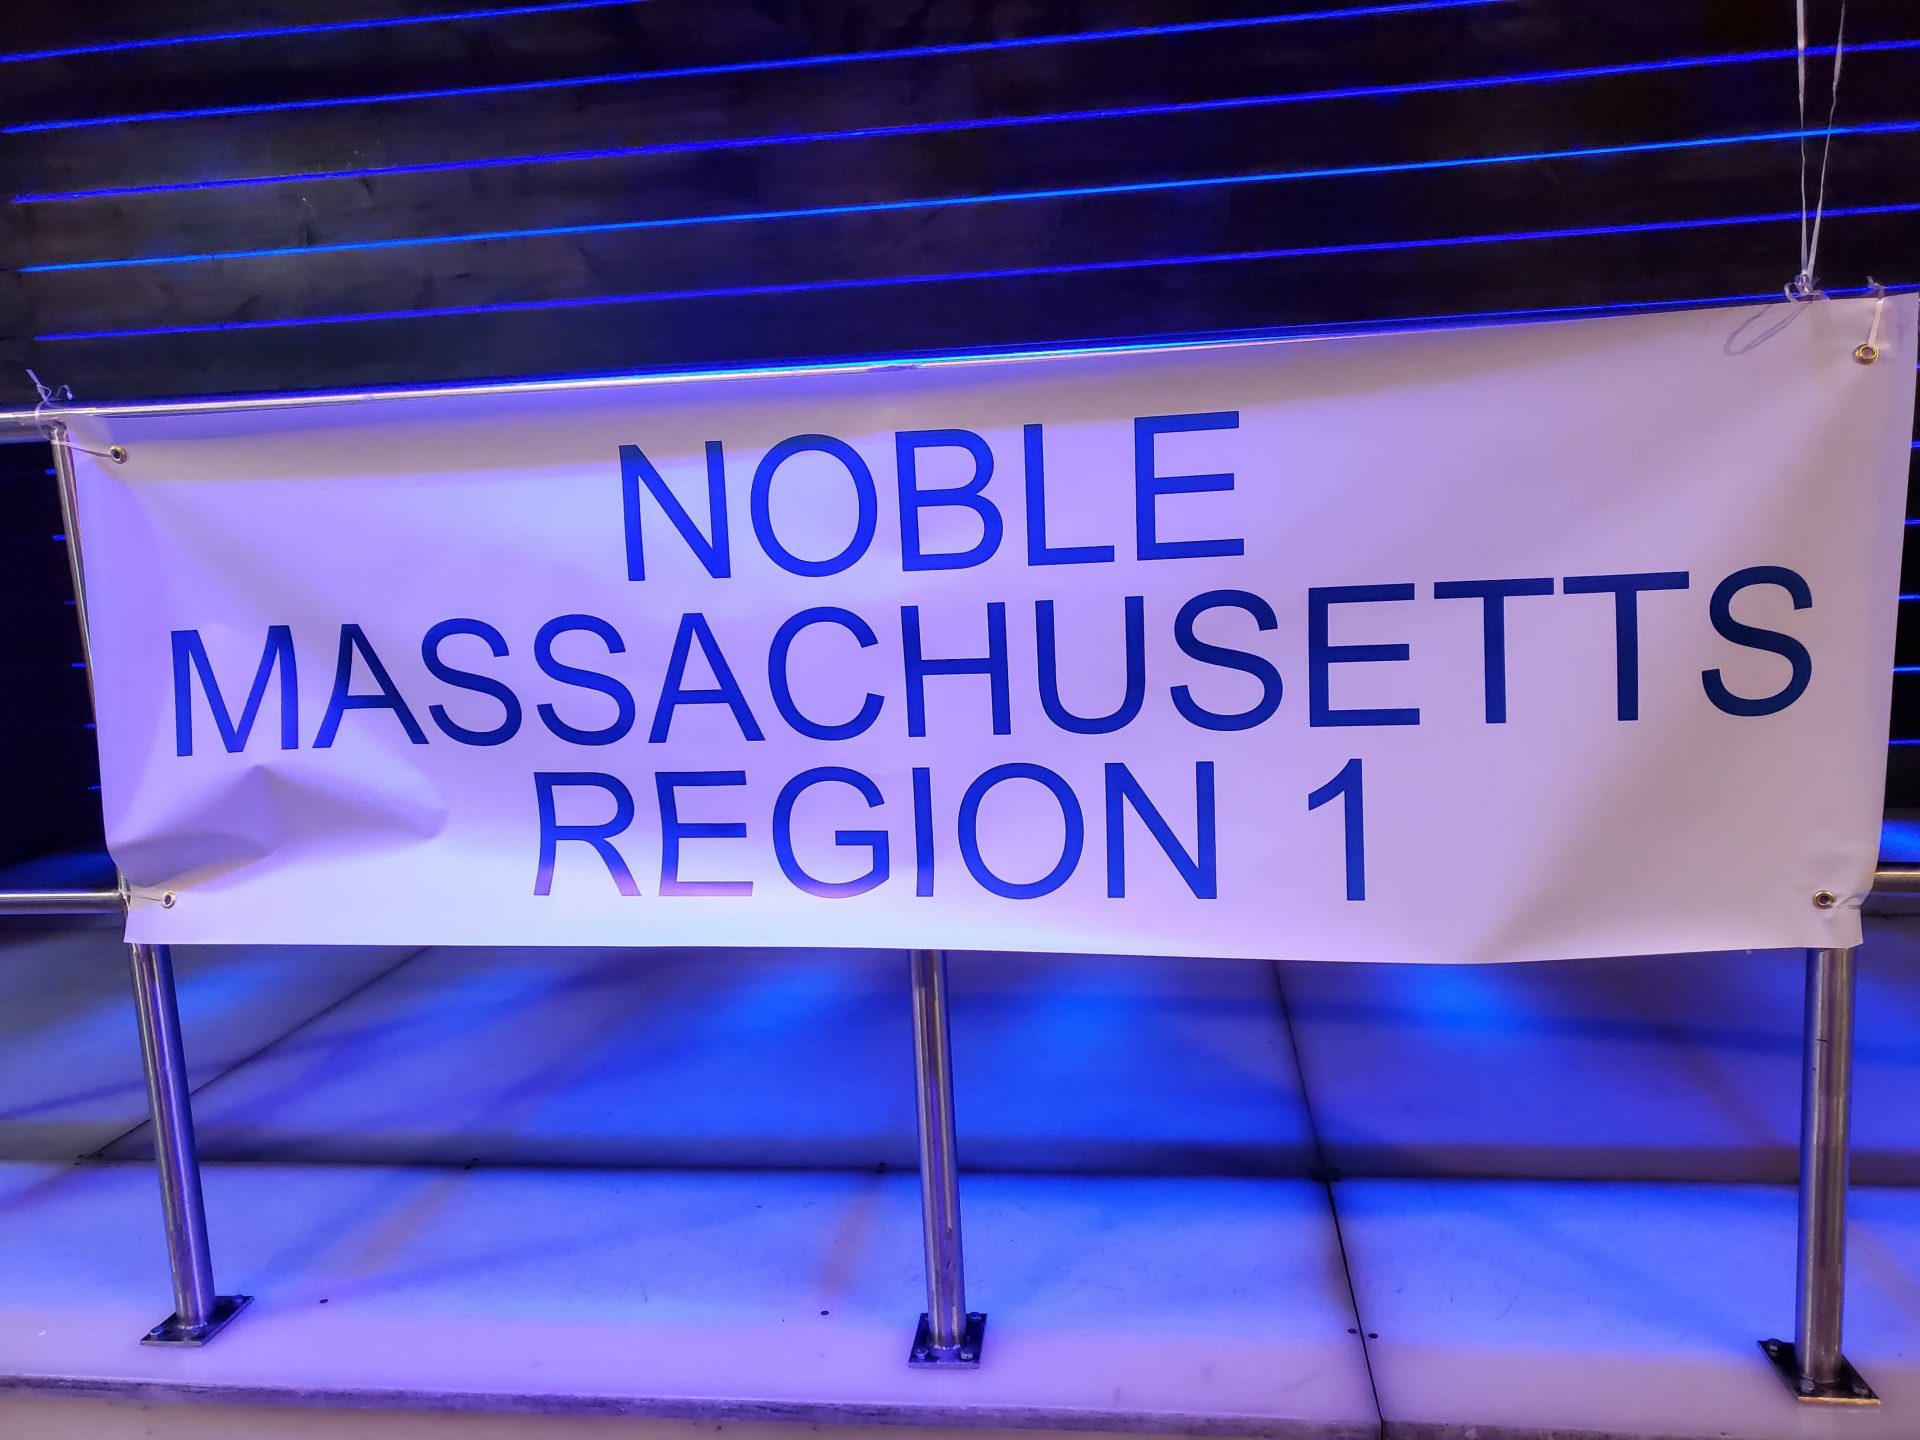 NOBLE
MASSACHUSETTS
REGION 1